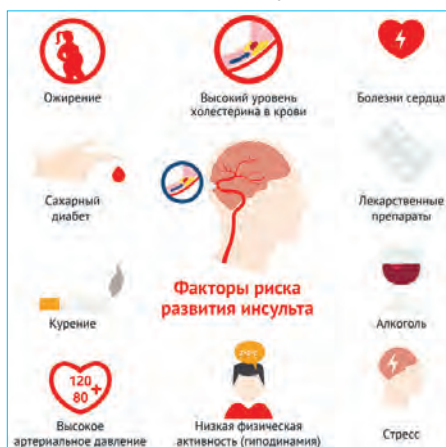 Ожирение
Высокий уровень
холестерина в крови
Болезни сердца
Сахарный
диабет
Лекарственные
препараты
Факторы риска
развития инсульта
Курение
Алкоголь
120
80 +
Высокое
артериальное давление
Низкая физическая
активность (гиподинамия)
Стресс